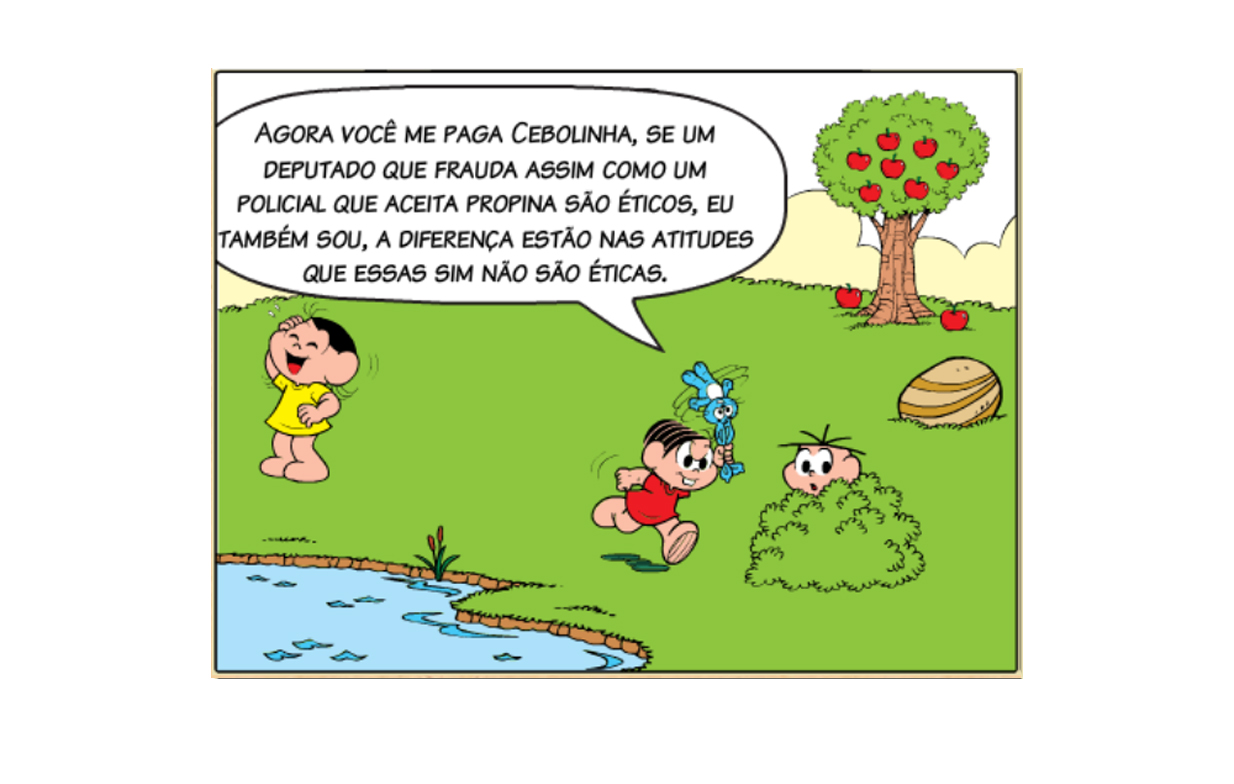 AGORA VOCÊ ME PAGA CEBOLINHA, SE UM
DEPUTADO QUE FRAUDA ASSIM COMO UM
POLICIAL QUE ACEITA PROPINA SÃO ÉTICOS, EU
TAMBÉM SOU, A DIFERENÇA ESTÃO NAS ATITUDES
QUE ESSAS SIM NÃO SÃO ÉTICAS.